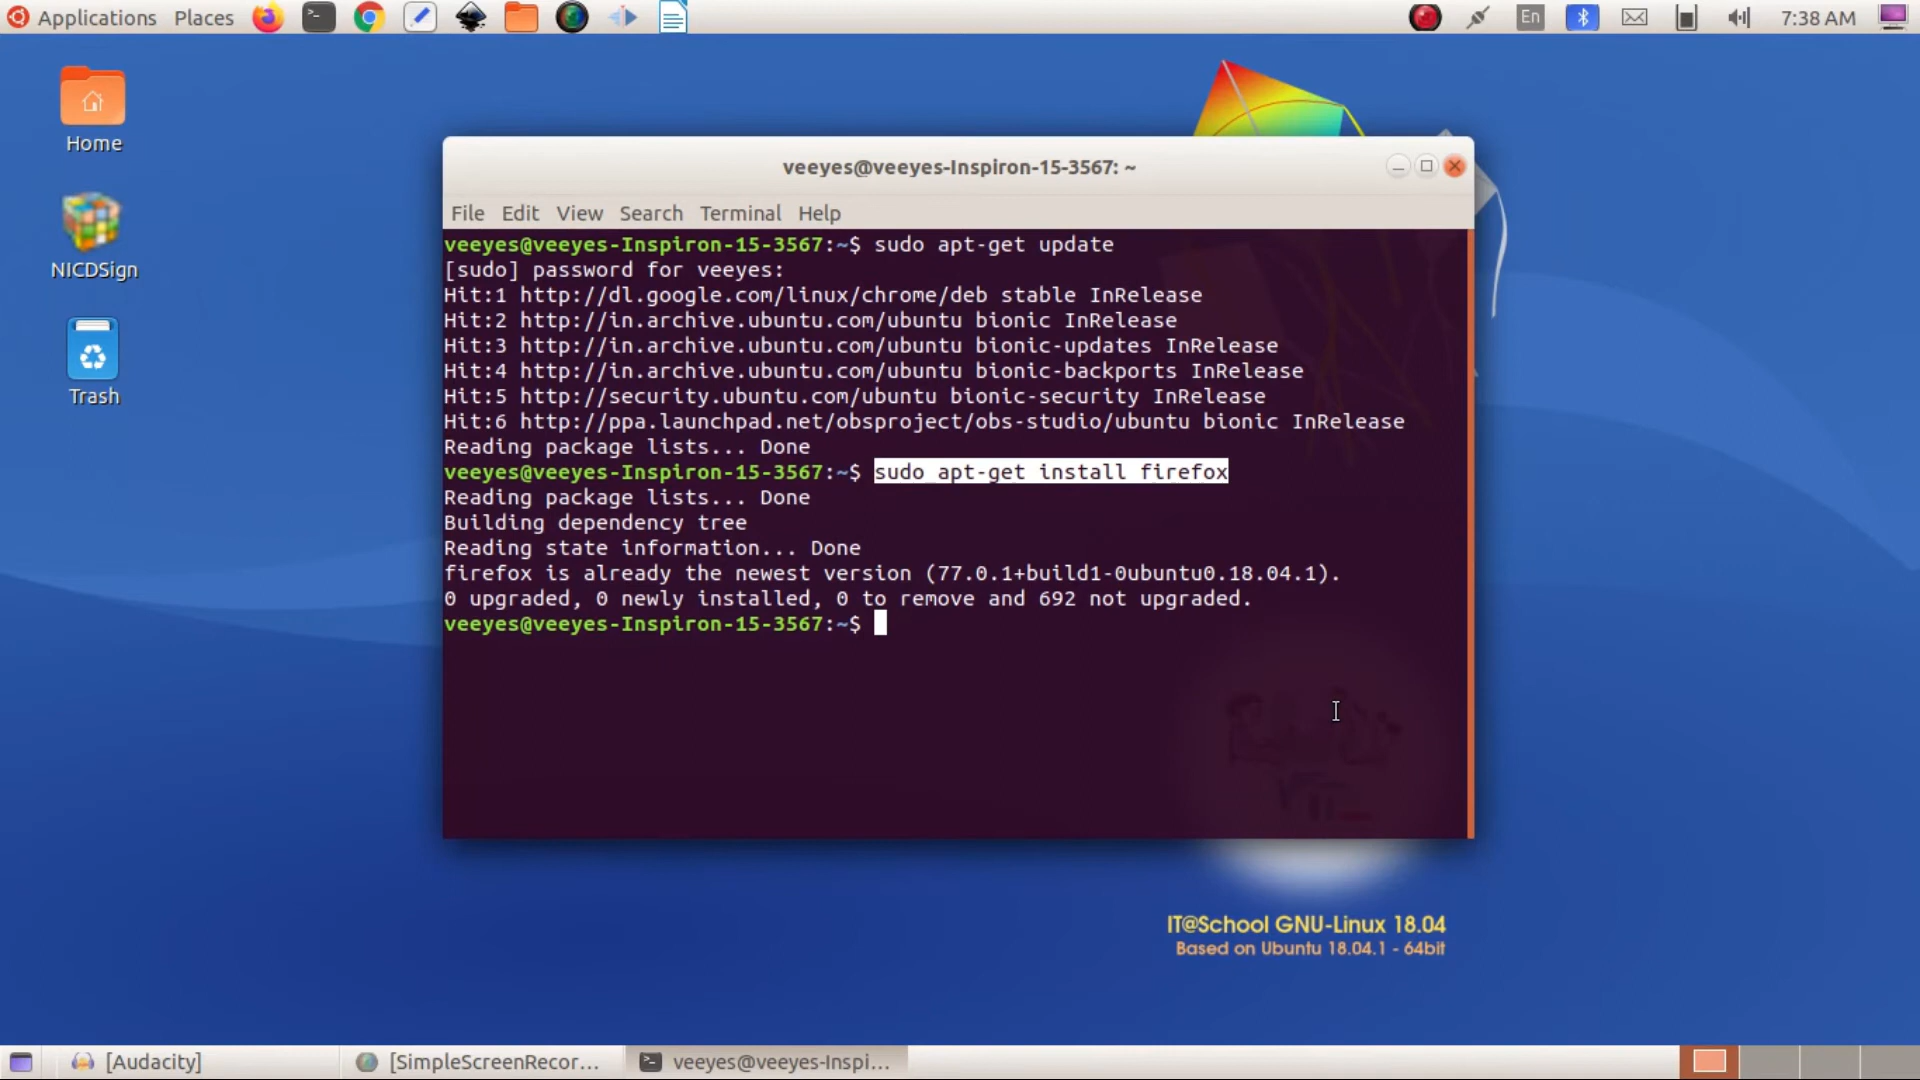 Applications Places En 7:38 AM
Home
NICDSign
Trash
veeyes@veeyes-Inspiron-15-3567: ~
File Edit View Search Terminal Help
veeyes@veeyes-Inspiron-15-3567:~$ sudo apt-get update
[sudo] password for veeyes:
Hit:1 http://dl.google.com/linux/chrome/deb stable InRelease
Hit:2 http://in.archive.ubuntu.com/ubuntu bionic InRelease
Hit:3 http://in.archive.ubuntu.com/ubuntu bionic-updates InRelease
Hit:4 http://in.archive.ubuntu.com/ubuntu bionic-backports InRelease
Hit:5 http://security.ubuntu.com/ubuntu bionic-security InRelease
Hit:6 http://ppa.launchpad.net/obsproject/obs-studio/ubuntu bionic InRelease
Reading package lists... Done
veeyes@veeyes-Inspiron-15-3567:~$ sudo apt-get install firefox
Reading package lists... Done
Building dependency tree
Reading state information... Done
firefox is already the newest version (77.0.1+build1-0ubuntu0.18.04.1).
0 upgraded, 0 newly installed, 0 to remove and 692 not upgraded.
veeyes@veeyes-Inspiron-15-3567:~$
IT@School GNU-Linux 18.04
Based on Ubuntu 18.04.1 - 64bit
[Audacity] [SimpleScreenRecor... veeyes@veeyes-Inspi...